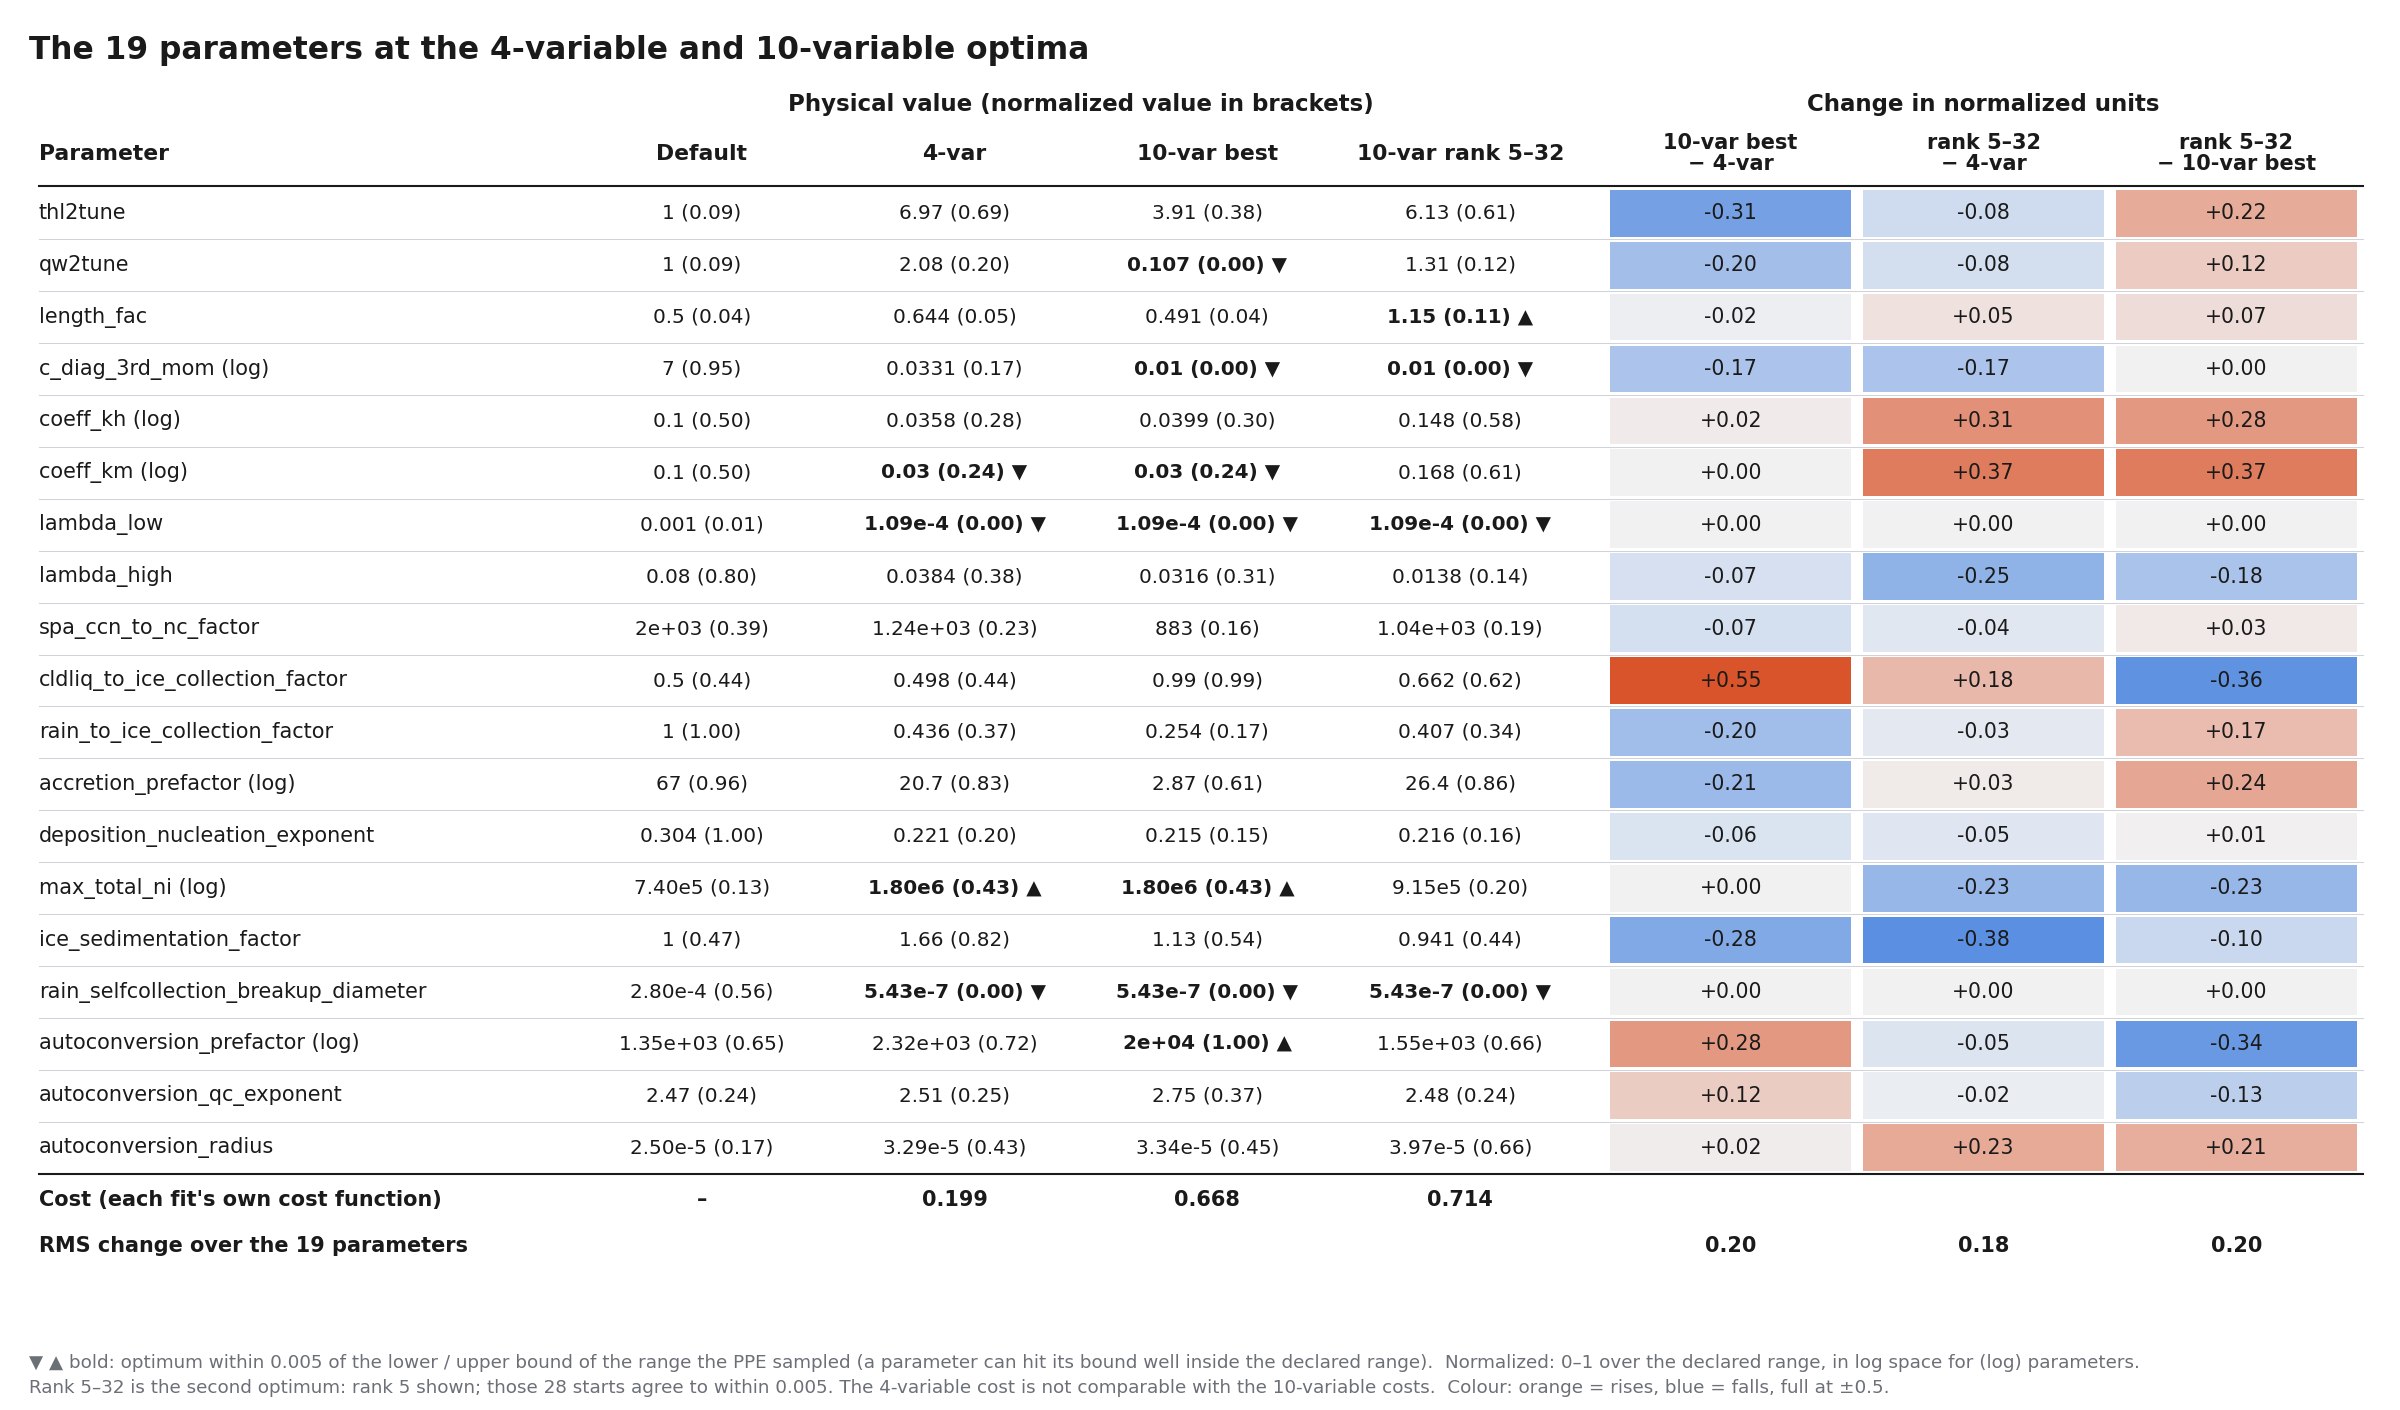 The 19 parameters at the 4-variable and 10-variable optima
Physical value (normalized value in brackets) Change in normalized units
Parameter Default 4-var 10-var best 10-var rank 5–32 10-var best − 4-var rank 5–32 − 4-var rank 5–32 − 10-var best
thl2tune 1 (0.09) 6.97 (0.69) 3.91 (0.38) 6.13 (0.61) -0.31 -0.08 +0.22
qw2tune 1 (0.09) 2.08 (0.20) 0.107 (0.00) ▼ 1.31 (0.12) -0.20 -0.08 +0.12
length_fac 0.5 (0.04) 0.644 (0.05) 0.491 (0.04) 1.15 (0.11) ▲ -0.02 +0.05 +0.07
c_diag_3rd_mom (log) 7 (0.95) 0.0331 (0.17) 0.01 (0.00) ▼ 0.01 (0.00) ▼ -0.17 -0.17 +0.00
coeff_kh (log) 0.1 (0.50) 0.0358 (0.28) 0.0399 (0.30) 0.148 (0.58) +0.02 +0.31 +0.28
coeff_km (log) 0.1 (0.50) 0.03 (0.24) ▼ 0.03 (0.24) ▼ 0.168 (0.61) +0.00 +0.37 +0.37
lambda_low 0.001 (0.01) 1.09e-4 (0.00) ▼ 1.09e-4 (0.00) ▼ 1.09e-4 (0.00) ▼ +0.00 +0.00 +0.00
lambda_high 0.08 (0.80) 0.0384 (0.38) 0.0316 (0.31) 0.0138 (0.14) -0.07 -0.25 -0.18
spa_ccn_to_nc_factor 2e+03 (0.39) 1.24e+03 (0.23) 883 (0.16) 1.04e+03 (0.19) -0.07 -0.04 +0.03
cldliq_to_ice_collection_factor 0.5 (0.44) 0.498 (0.44) 0.99 (0.99) 0.662 (0.62) +0.55 +0.18 -0.36
rain_to_ice_collection_factor 1 (1.00) 0.436 (0.37) 0.254 (0.17) 0.407 (0.34) -0.20 -0.03 +0.17
accretion_prefactor (log) 67 (0.96) 20.7 (0.83) 2.87 (0.61) 26.4 (0.86) -0.21 +0.03 +0.24
deposition_nucleation_exponent 0.304 (1.00) 0.221 (0.20) 0.215 (0.15) 0.216 (0.16) -0.06 -0.05 +0.01
max_total_ni (log) 7.40e5 (0.13) 1.80e6 (0.43) ▲ 1.80e6 (0.43) ▲ 9.15e5 (0.20) +0.00 -0.23 -0.23
ice_sedimentation_factor 1 (0.47) 1.66 (0.82) 1.13 (0.54) 0.941 (0.44) -0.28 -0.38 -0.10
rain_selfcollection_breakup_diameter 2.80e-4 (0.56) 5.43e-7 (0.00) ▼ 5.43e-7 (0.00) ▼ 5.43e-7 (0.00) ▼ +0.00 +0.00 +0.00
autoconversion_prefactor (log) 1.35e+03 (0.65) 2.32e+03 (0.72) 2e+04 (1.00) ▲ 1.55e+03 (0.66) +0.28 -0.05 -0.34
autoconversion_qc_exponent 2.47 (0.24) 2.51 (0.25) 2.75 (0.37) 2.48 (0.24) +0.12 -0.02 -0.13
autoconversion_radius 2.50e-5 (0.17) 3.29e-5 (0.43) 3.34e-5 (0.45) 3.97e-5 (0.66) +0.02 +0.23 +0.21
Cost (each fit's own cost function) – 0.199 0.668 0.714
RMS change over the 19 parameters 0.20 0.18 0.20
▼ ▲ bold: optimum within 0.005 of the lower / upper bound of the range the PPE sampled (a parameter can hit its bound well inside the declared range). Normalized: 0–1 over the declared range, in log space for (log) parameters.
Rank 5–32 is the second optimum: rank 5 shown; those 28 starts agree to within 0.005. The 4-variable cost is not comparable with the 10-variable costs. Colour: orange = rises, blue = falls, full at ±0.5.